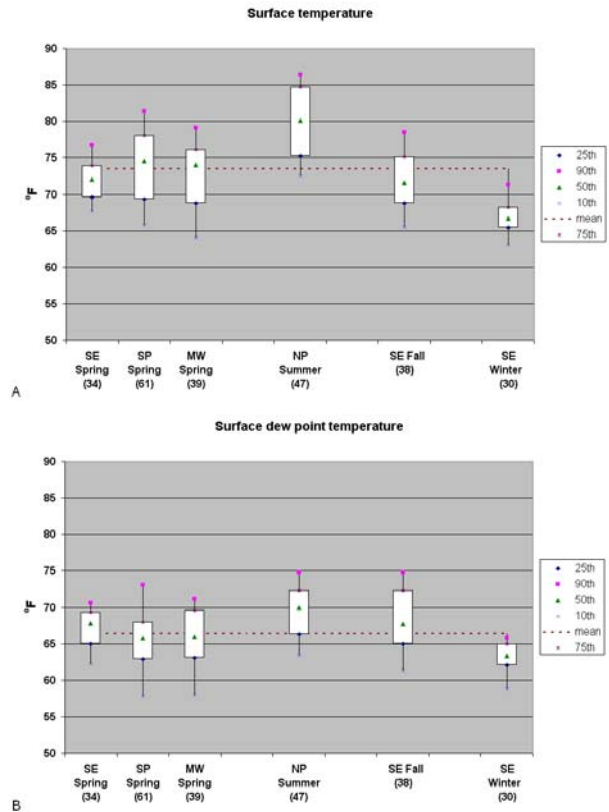 Surface temperature
90
85
80
75
70
65
60
55
50
°F
SE
Spring
(34)
SP
Spring
(61)
MW
Spring
(39)
NP
Summer
(47)
SE Fall
(38)
SE
Winter
(30)
25th
90th
50th
10th
mean
75th
A
Surface dew point temperature
90
85
80
75
70
65
60
55
50
°F
SE
Spring
(34)
SP
Spring
(61)
MW
Spring
(39)
NP
Summer
(47)
SE Fall
(38)
SE
Winter
(30)
25th
90th
50th
10th
mean
75th
B